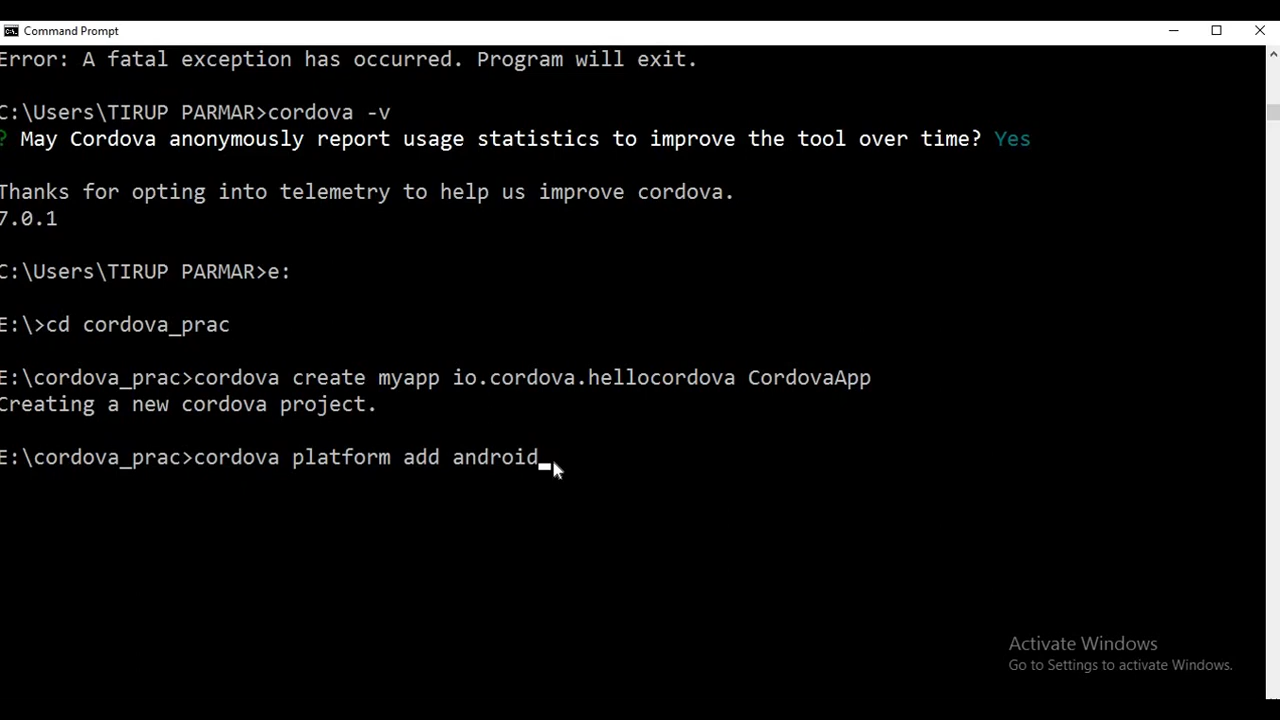 Command Prompt
Error: A fatal exception has occurred. Program will exit.
C:\Users\TIRUP PARMAR>cordova -v
? May Cordova anonymously report usage statistics to improve the tool over time? Yes
Thanks for opting into telemetry to help us improve cordova.
7.0.1
C:\Users\TIRUP PARMAR>e:
E:\>cd cordova_prac
E:\cordova_prac>cordova create myapp io.cordova.hellocordova CordovaApp
Creating a new cordova project.
E:\cordova_prac>cordova platform add android
Activate Windows
Go to Settings to activate Windows.